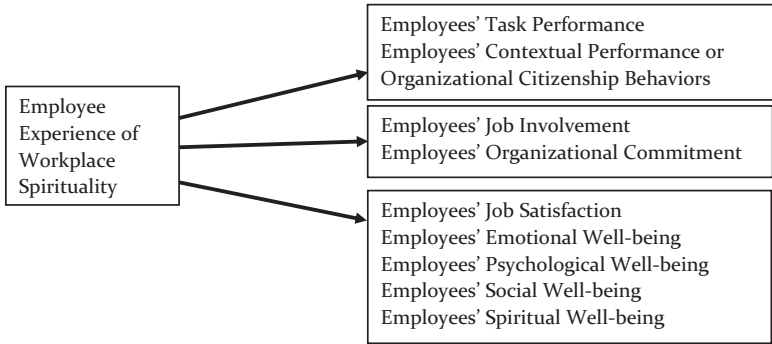 Employee
Experience of
Workplace
Spirituality
Employees’ Task Performance
Employees’ Contextual Performance or
Organizational Citizenship Behaviors
Employees’ Job Involvement
Employees’ Organizational Commitment
Employees’ Job Satisfaction
Employees’ Emotional Well-being
Employees’ Psychological Well-being
Employees’ Social Well-being
Employees’ Spiritual Well-being